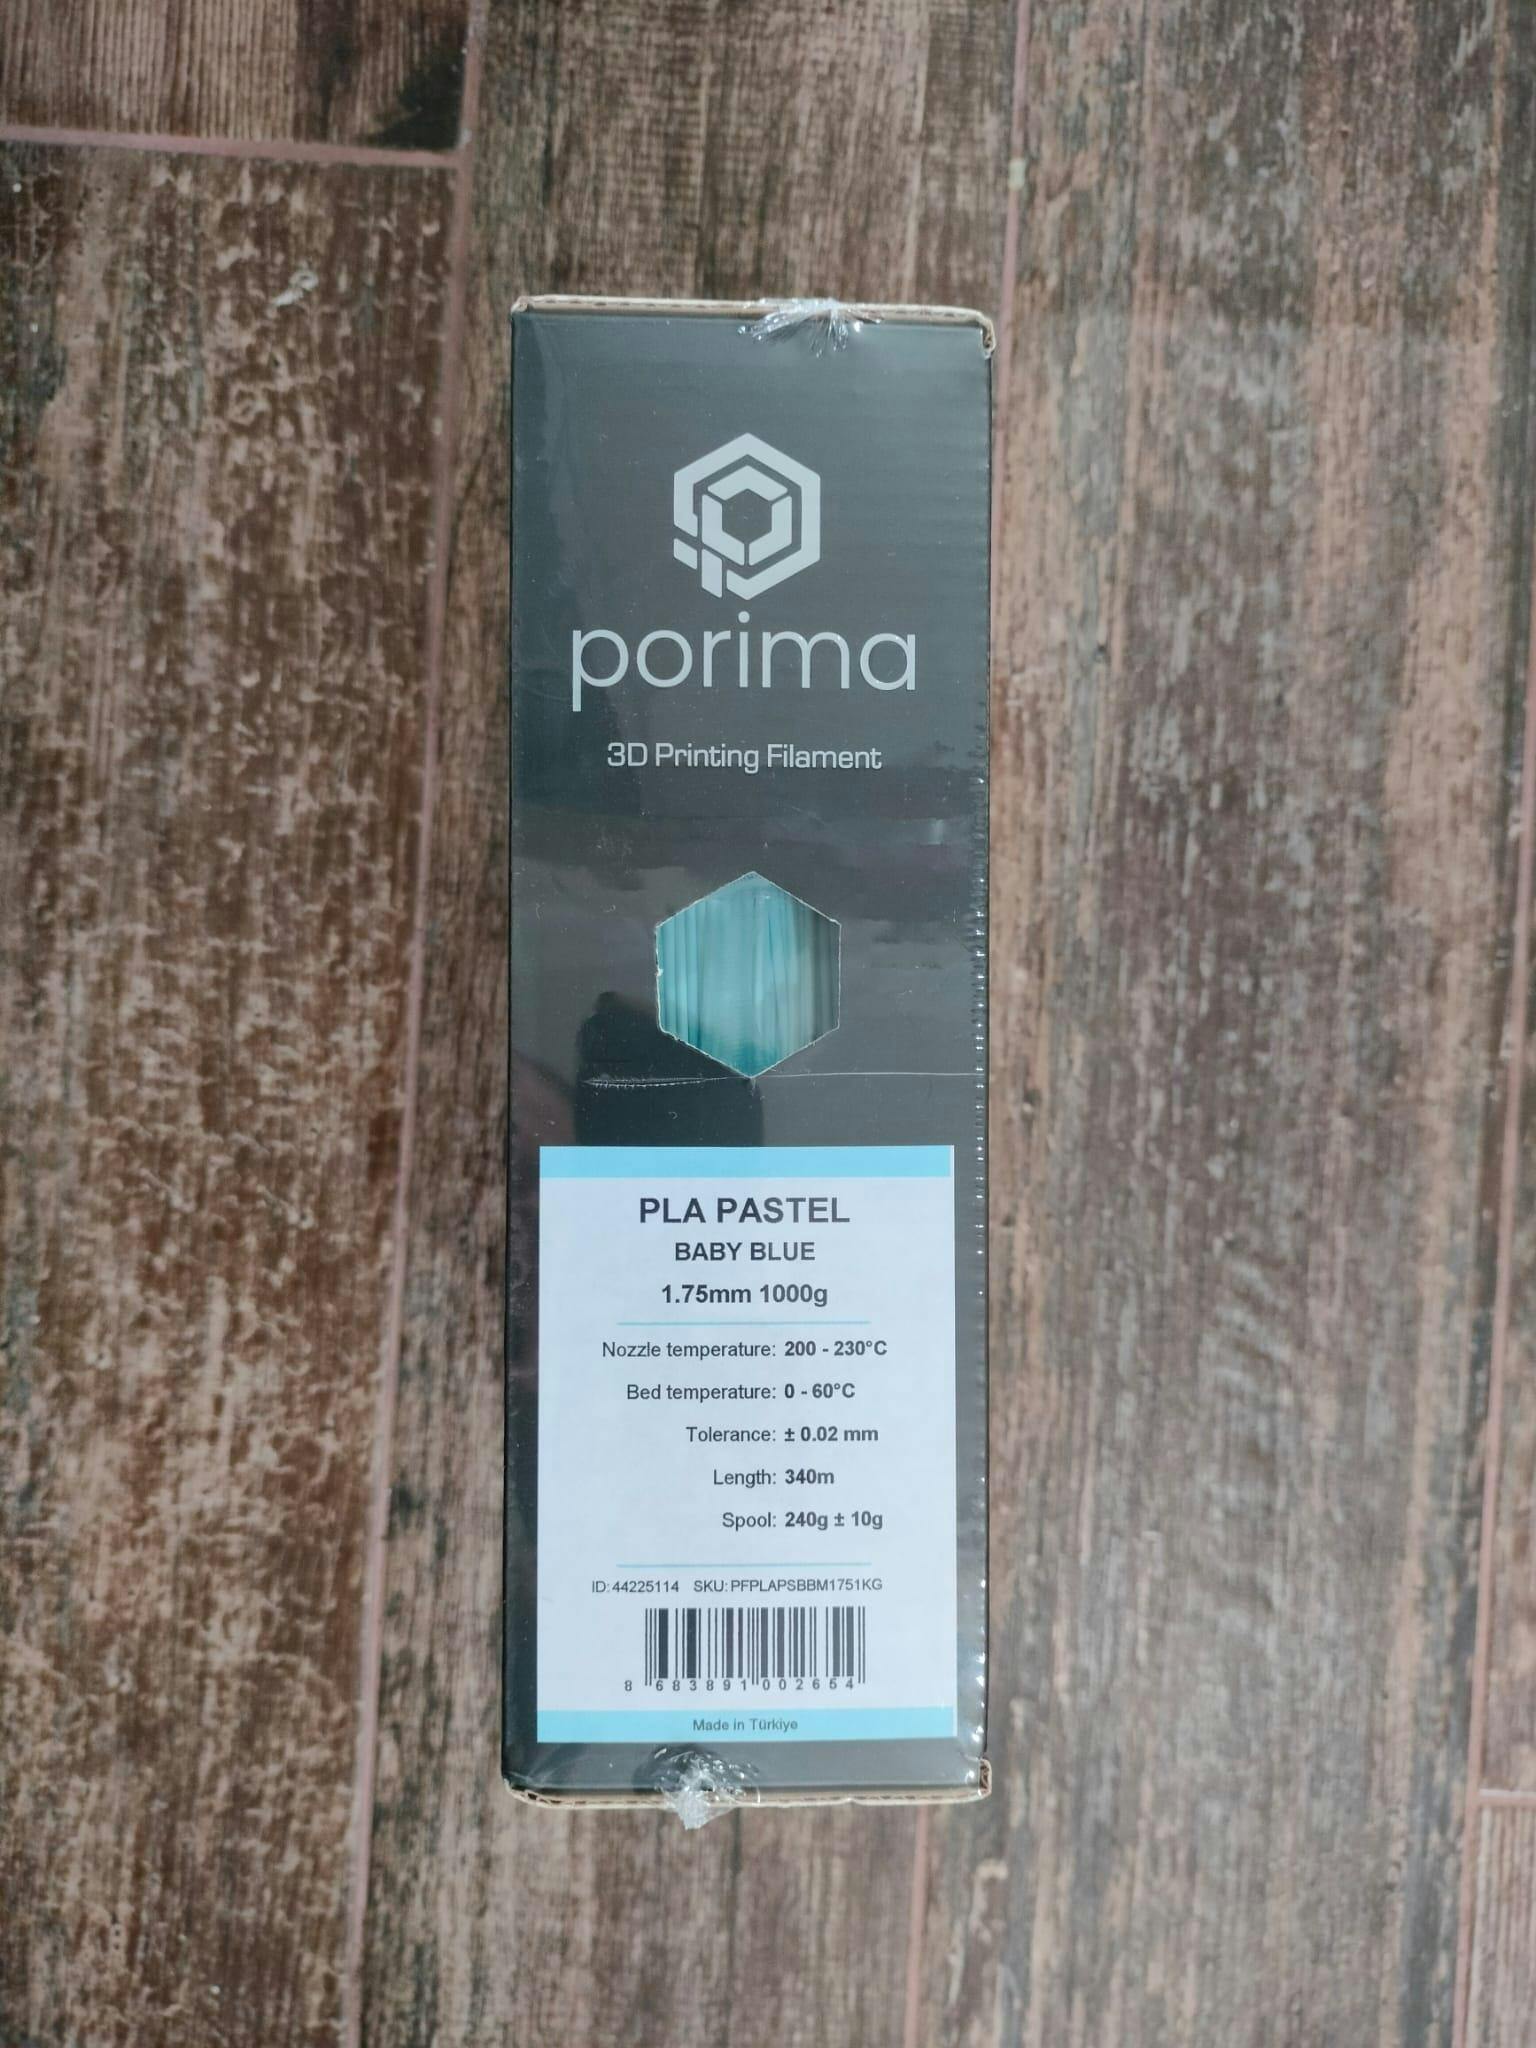 porima
3D Printing Filament
PLA PASTEL
BABY BLUE
1.75mm 1000g
Nozzle temperature: 200 - 230°C
Bed temperature: 0 - 60°C
Tolerance: ± 0.02 mm
Length: 340m
Spool: 240g ± 10g
ID: 44225114 SKU: PFPLAPSBBM1751KG
8 683891 002654
Made in Türkiye